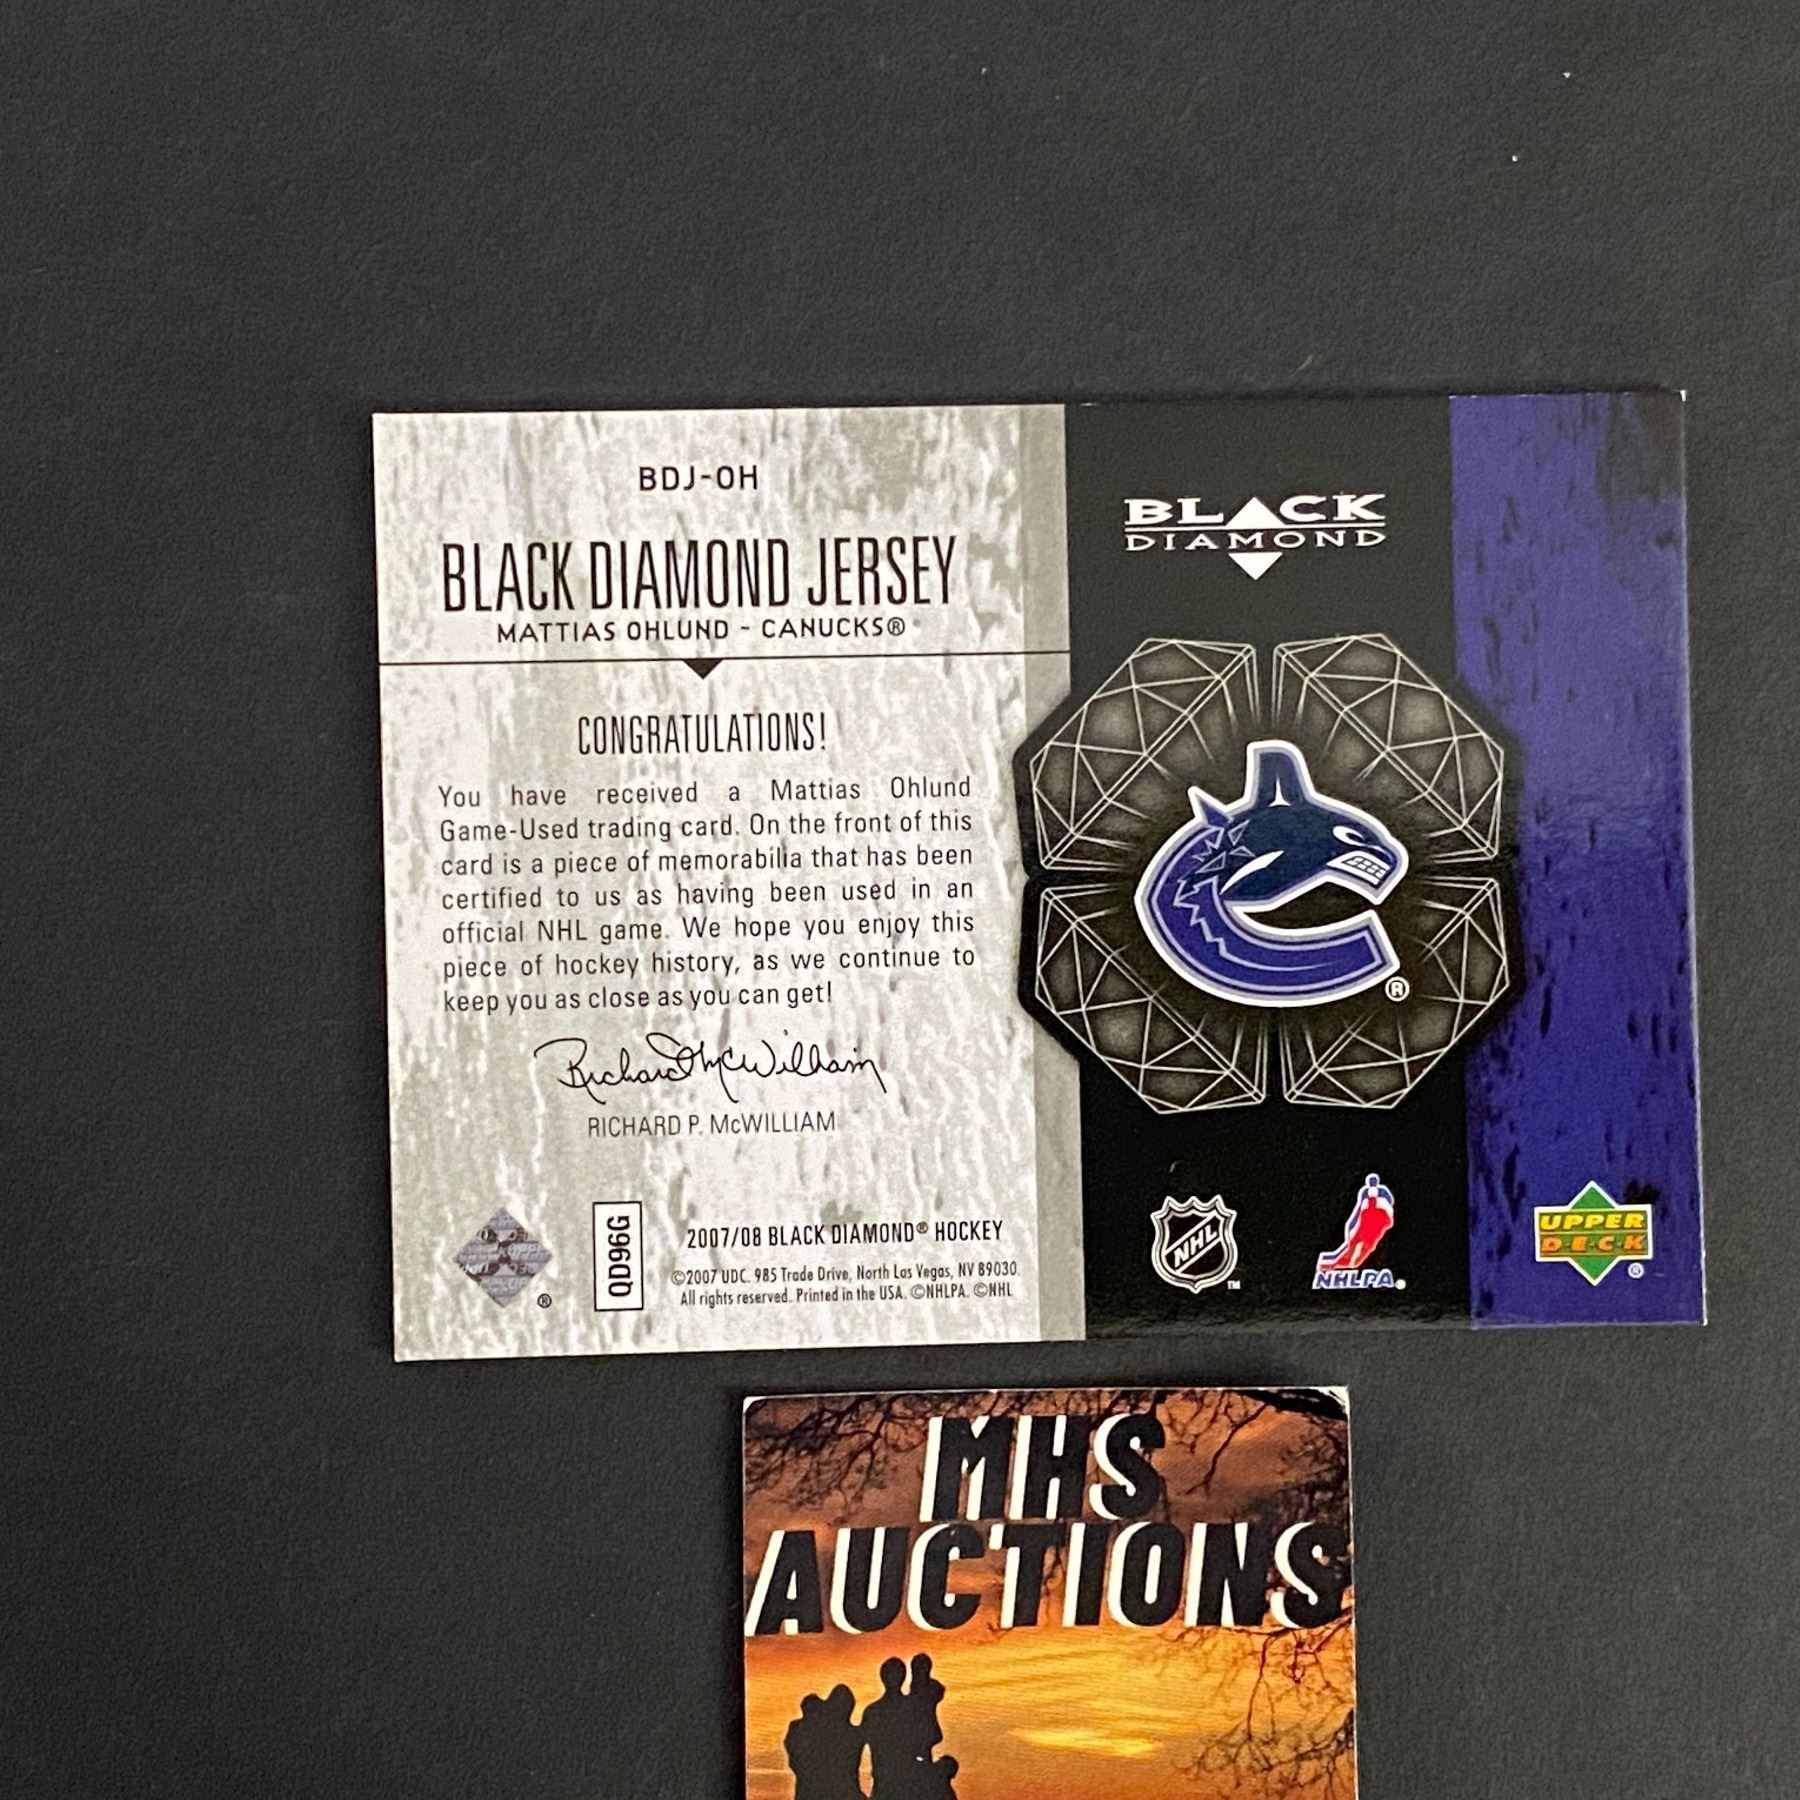 BDJ-OH
BLACK DIAMOND JERSEY
MATTIAS OHLUND - CANUCKS®
CONGRATULATIONS!
You have received a Mattias Ohlund
Game-Used trading card. On the front of this
card is a piece of memorabilia that has been
certified to us as having been used in an
official NHL game. We hope you enjoy this
piece of hockey history, as we continue to
keep you as close as you can get!
Richard McWilliam
RICHARD P. McWILLIAM
®
QD96G
2007/08 BLACK DIAMOND® HOCKEY
©2007 UDC. 985 Trade Drive, North Las Vegas, NV 89030.
All rights reserved. Printed in the USA. ©NHLPA. ©NHL
BLACK
DIAMOND
®
NHL
TM
NHLPA®
UPPER
DECK
®
MHS
AUCTIONS